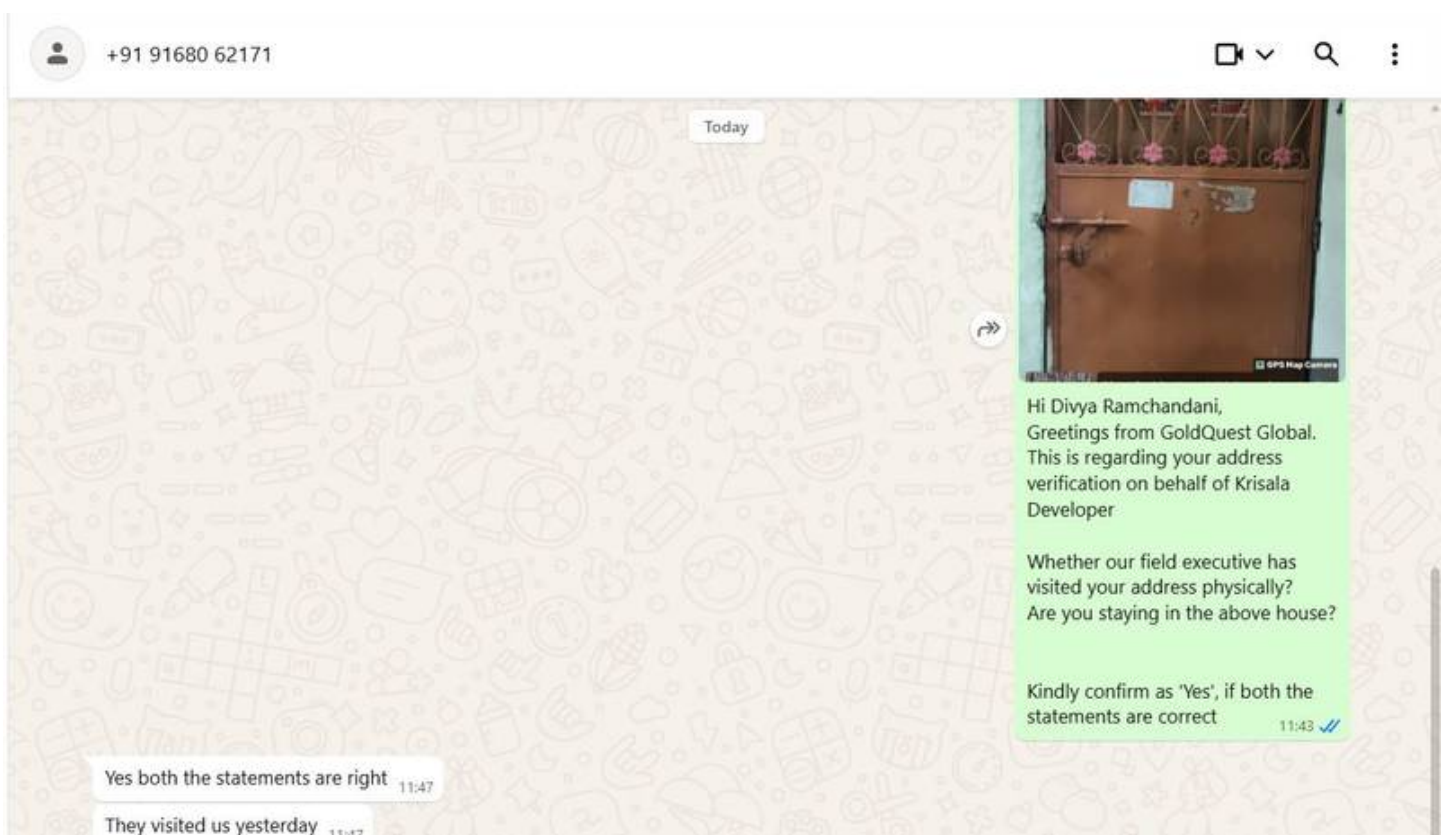 +91 91680 62171
Today
GPS Map Camera
Hi Divya Ramchandani,
Greetings from GoldQuest Global.
This is regarding your address
verification on behalf of Krisala
Developer
Whether our field executive has
visited your address physically?
Are you staying in the above house?
Kindly confirm as 'Yes', if both the
statements are correct
11:43
Yes both the statements are right 11:47
They visited us yesterday 11:47